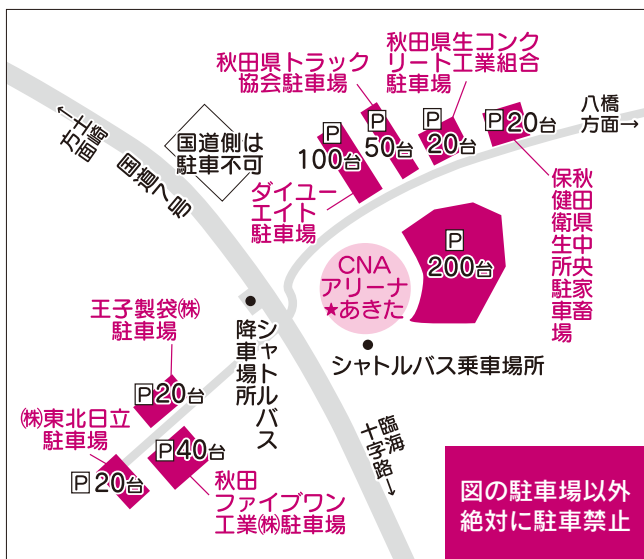 秋田県生コンク
リート工業組合
駐車場
秋田県トラック
協会駐車場
八橋
方面→
P
100台
P
50台
P
20台
P20台
←土崎
方面
国道7号
国道側は
駐車不可
ダイユー
エイト
駐車場
秋田県中央家畜
保健衛生所駐車場
P
200台
CNA
アリーナ
★あきた
シャトルバス乗車場所
シャトルバス
降車場所
王子製袋㈱
駐車場
P20台
㈱東北日立
駐車場
P20台
P40台
秋田
ファイブワン
工業㈱駐車場
臨海
十字路→
図の駐車場以外
絶対に駐車禁止